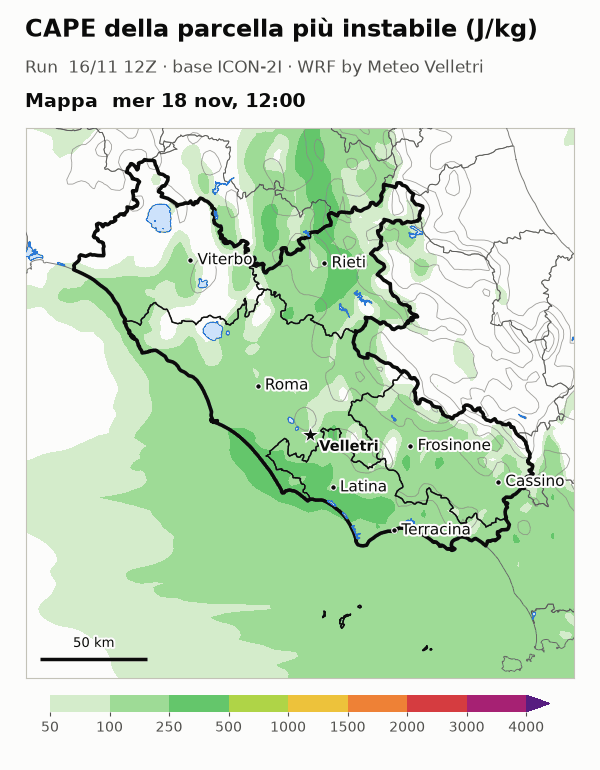 CAPE della parcella più instabile (J/kg)
Run  16/11 12Z · base ICON-2I · WRF by Meteo Velletri
Mappa  mer 18 nov, 12:00
Viterbo
Rieti
Roma
Velletri
Frosinone
Latina
Cassino
Terracina
50 km
50 100 250 500 1000 1500 2000 3000 4000